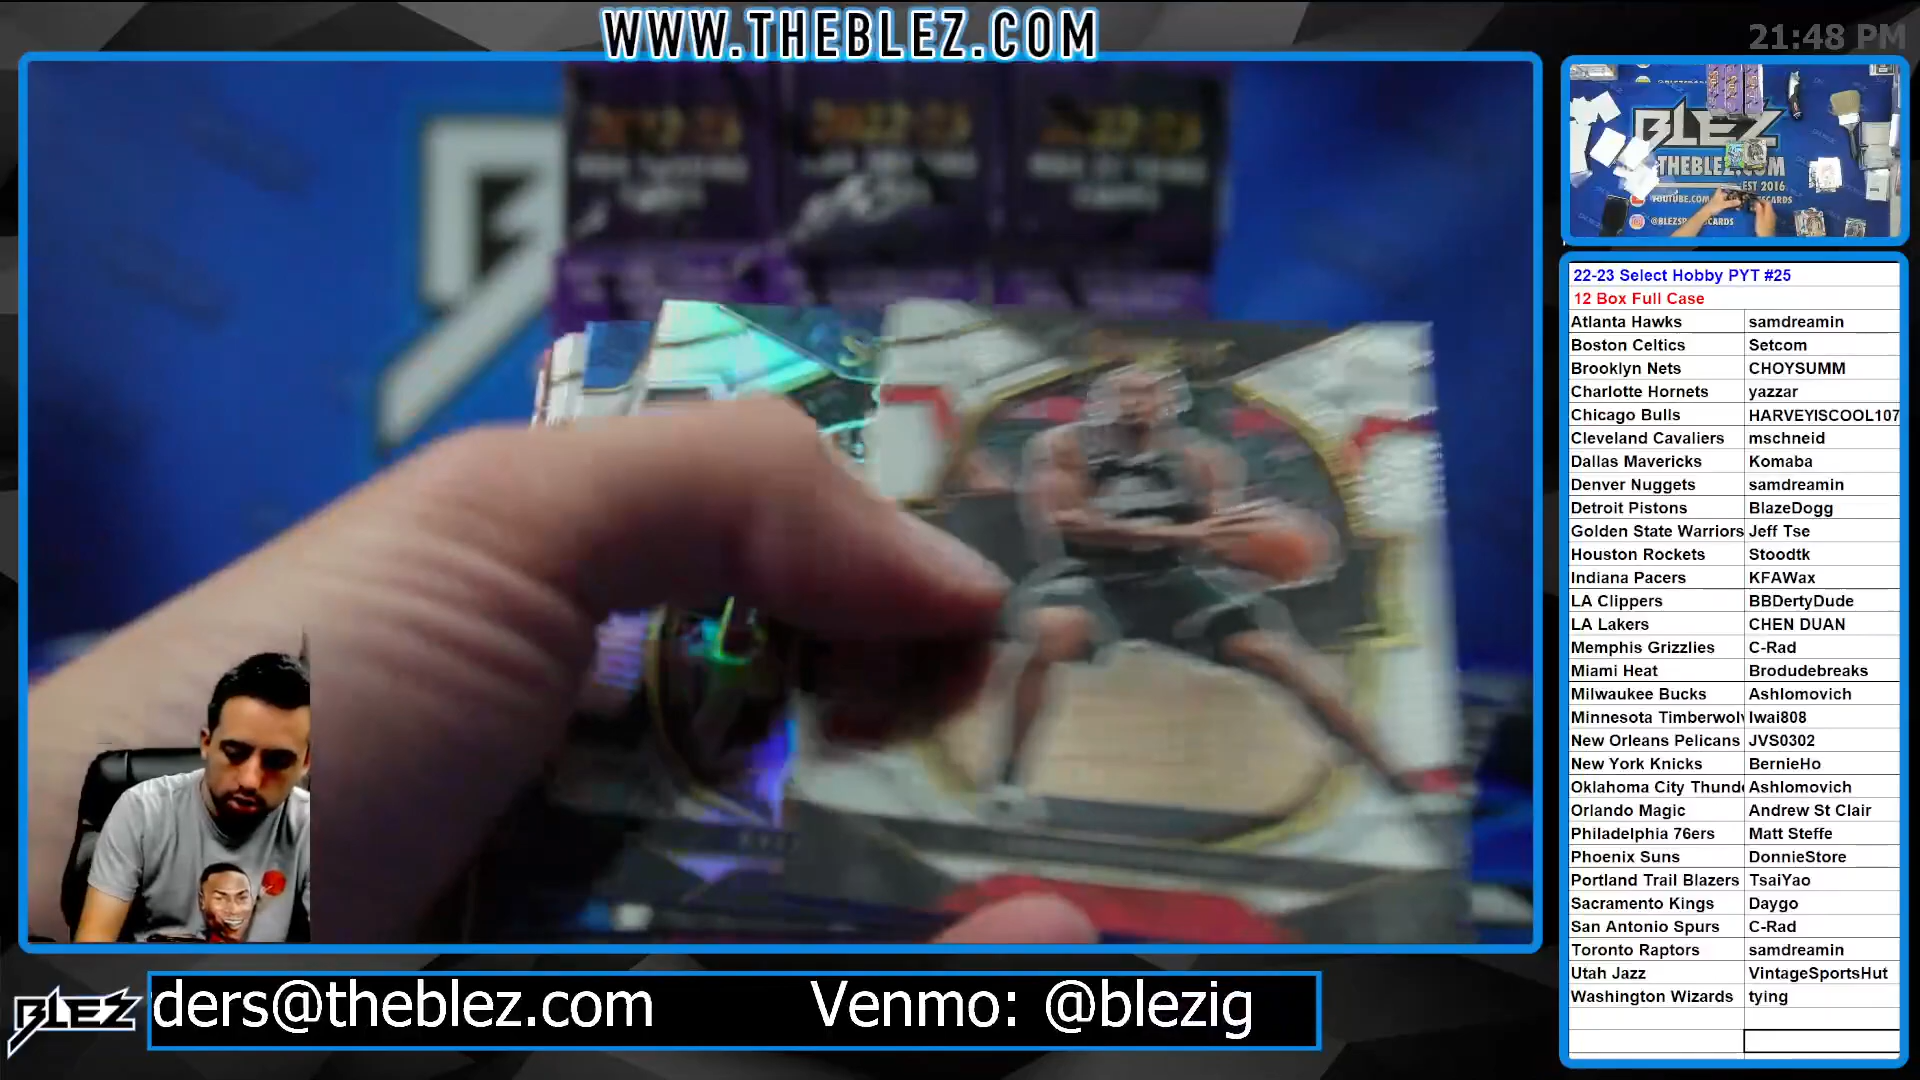 WWW.THEBLEZ.COM
21:48 PM
BLEZ
THEBLEZ.COM
EST 2016
YOUTUBE.COM
22-23 Select Hobby PYT #25
12 Box Full Case
Atlanta Hawks samdreamin
Boston Celtics Setcom
Brooklyn Nets CHOYSUMM
Charlotte Hornets yazzar
Chicago Bulls HARVEYISCOOL107
Cleveland Cavaliers mschneid
Dallas Mavericks Komaba
Denver Nuggets samdreamin
Detroit Pistons BlazeDogg
Golden State Warriors Jeff Tse
Houston Rockets Stoodtk
Indiana Pacers KFAWax
LA Clippers BBDertyDude
LA Lakers CHEN DUAN
Memphis Grizzlies C-Rad
Miami Heat Brodudebreaks
Milwaukee Bucks Ashlomovich
Minnesota Timberwolv Iwai808
New Orleans Pelicans JVS0302
New York Knicks BernieHo
Oklahoma City Thund Ashlomovich
Orlando Magic Andrew St Clair
Philadelphia 76ers Matt Steffe
Phoenix Suns DonnieStore
Portland Trail Blazers TsaiYao
Sacramento Kings Daygo
San Antonio Spurs C-Rad
Toronto Raptors samdreamin
Utah Jazz VintageSportsHut
Washington Wizards tying
BLEZ
ders@theblez.com Venmo: @blezig